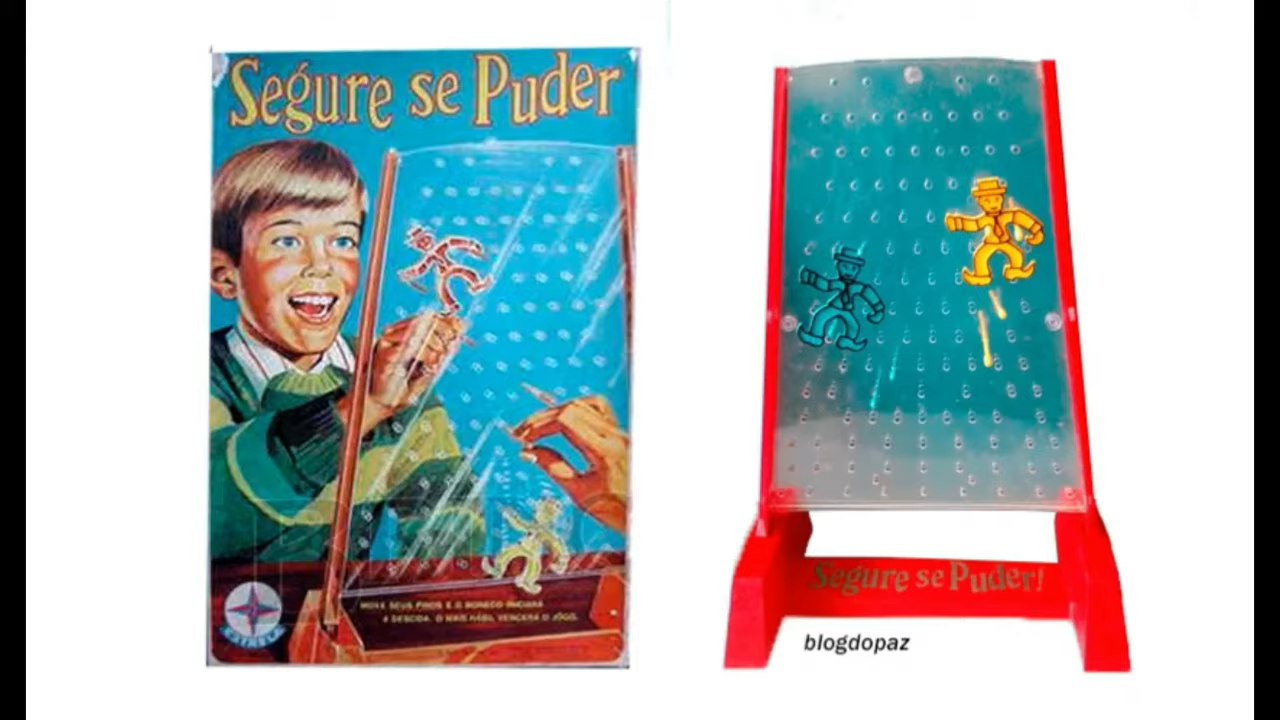 Segure se Puder
MOVA SEUS PINOS E O BONECO INICIARÁ
A DESCIDA. O MAIS HÁBIL VENCERÁ O JÔGO.
ESTRELA
Segure se Puder!
blogdopaz